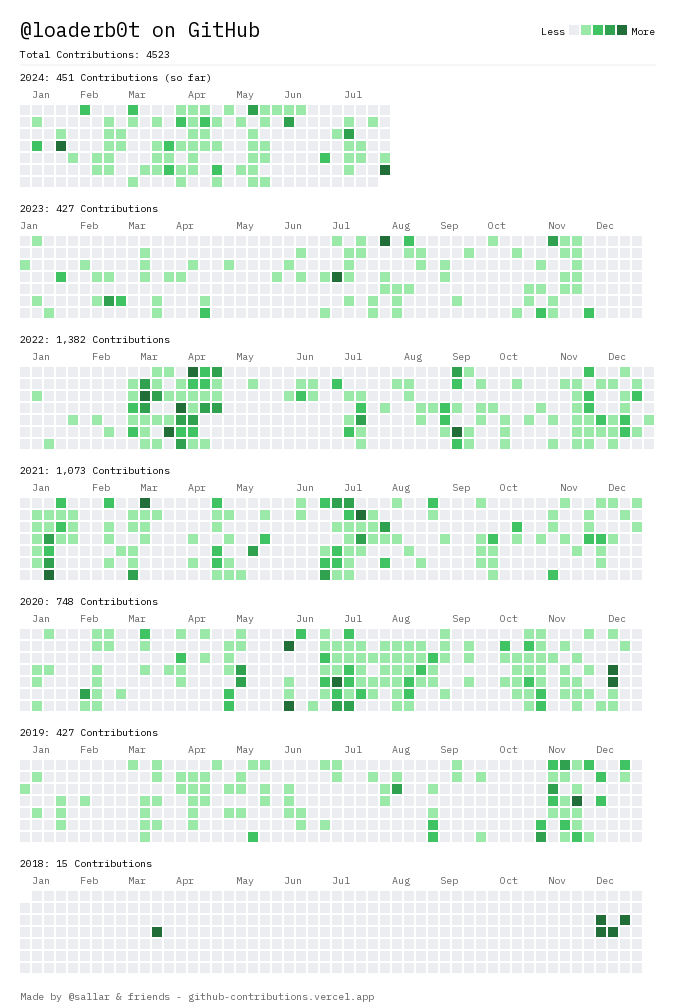 @loaderb0t on GitHub
Less More
Total Contributions: 4523
2024: 451 Contributions (so far)
Jan Feb Mar Apr May Jun Jul
2023: 427 Contributions
Jan Feb Mar Apr May Jun Jul Aug Sep Oct Nov Dec
2022: 1,382 Contributions
Jan Feb Mar Apr May Jun Jul Aug Sep Oct Nov Dec
2021: 1,073 Contributions
Jan Feb Mar Apr May Jun Jul Aug Sep Oct Nov Dec
2020: 748 Contributions
Jan Feb Mar Apr May Jun Jul Aug Sep Oct Nov Dec
2019: 427 Contributions
Jan Feb Mar Apr May Jun Jul Aug Sep Oct Nov Dec
2018: 15 Contributions
Jan Feb Mar Apr May Jun Jul Aug Sep Oct Nov Dec
Made by @sallar & friends - github-contributions.vercel.app